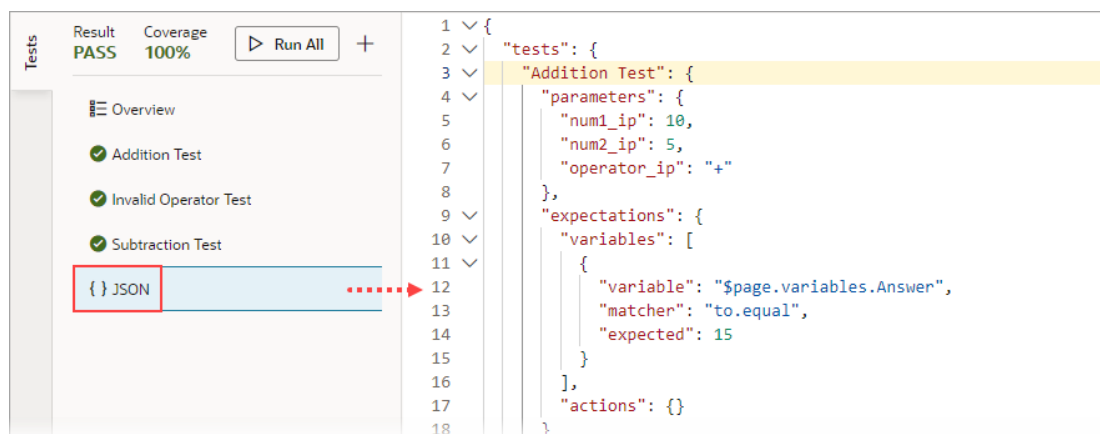 Tests
Result Coverage
PASS 100% Run All +
Overview
Addition Test
Invalid Operator Test
Subtraction Test
{ } JSON
1 {
2 "tests": {
3 "Addition Test": {
4 "parameters": {
5 "num1_ip": 10,
6 "num2_ip": 5,
7 "operator_ip": "+"
8 },
9 "expectations": {
10 "variables": [
11 {
12 "variable": "$page.variables.Answer",
13 "matcher": "to.equal",
14 "expected": 15
15 }
16 ],
17 "actions": {}
18 }